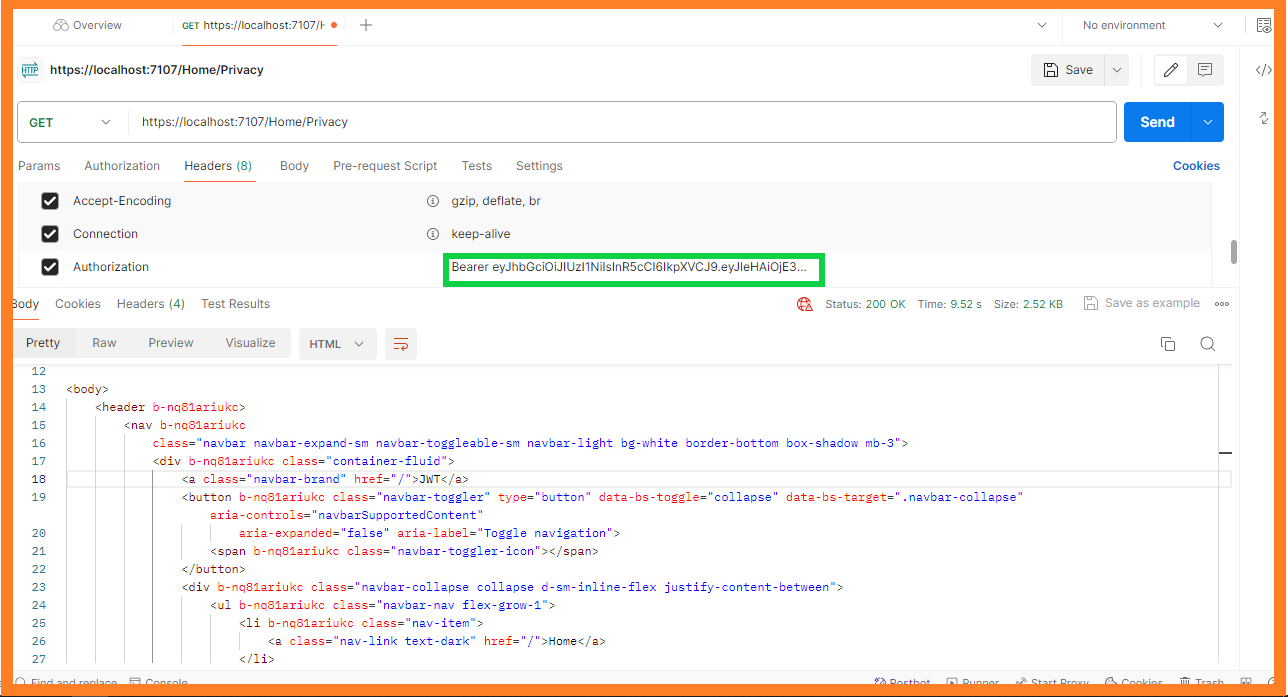 Overview
GET https://localhost:7107/H
No environment
HTTP https://localhost:7107/Home/Privacy
Save
GET https://localhost:7107/Home/Privacy
Send
Params Authorization Headers (8) Body Pre-request Script Tests Settings Cookies
Accept-Encoding gzip, deflate, br
Connection keep-alive
Authorization Bearer eyJhbGciOiJIUzI1NiIsInR5cCI6IkpXVCJ9.eyJleHAiOjE3...
Body Cookies Headers (4) Test Results Status: 200 OK Time: 9.52 s Size: 2.52 KB Save as example
Pretty Raw Preview Visualize HTML
12
13 <body>
14 <header b-nq81ariukc>
15 <nav b-nq81ariukc
16 class="navbar navbar-expand-sm navbar-toggleable-sm navbar-light bg-white border-bottom box-shadow mb-3">
17 <div b-nq81ariukc class="container-fluid">
18 <a class="navbar-brand" href="/">JWT</a>
19 <button b-nq81ariukc class="navbar-toggler" type="button" data-bs-toggle="collapse" data-bs-target=".navbar-collapse"
aria-controls="navbarSupportedContent"
20 aria-expanded="false" aria-label="Toggle navigation">
21 <span b-nq81ariukc class="navbar-toggler-icon"></span>
22 </button>
23 <div b-nq81ariukc class="navbar-collapse collapse d-sm-inline-flex justify-content-between">
24 <ul b-nq81ariukc class="navbar-nav flex-grow-1">
25 <li b-nq81ariukc class="nav-item">
26 <a class="nav-link text-dark" href="/">Home</a>
27 </li>
Find and replace Console Postbot Runner Start Proxy Cookies Trash